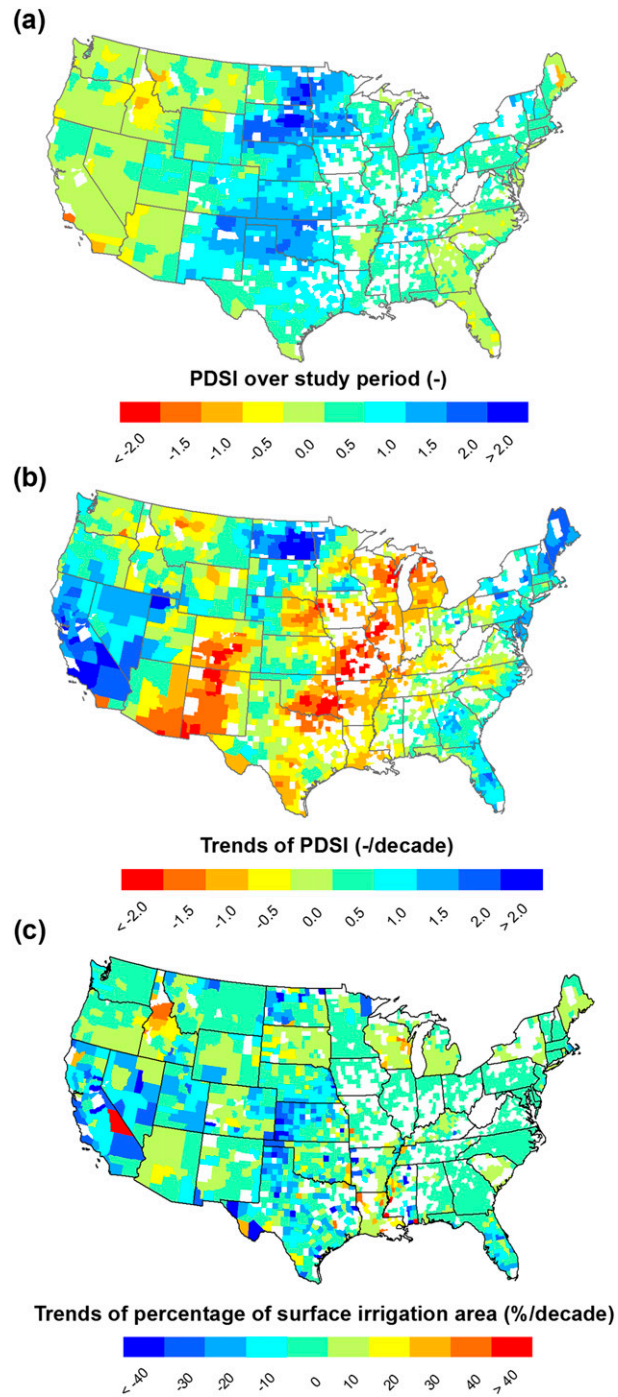 (a)
PDSI over study period (-)
< -2.0 -1.5 -1.0 -0.5 0.0 0.5 1.0 1.5 2.0 > 2.0
(b)
Trends of PDSI (-/decade)
< -2.0 -1.5 -1.0 -0.5 0.0 0.5 1.0 1.5 2.0 > 2.0
(c)
Trends of percentage of surface irrigation area (%/decade)
< -40 -30 -20 -10 0 10 20 30 40 > 40